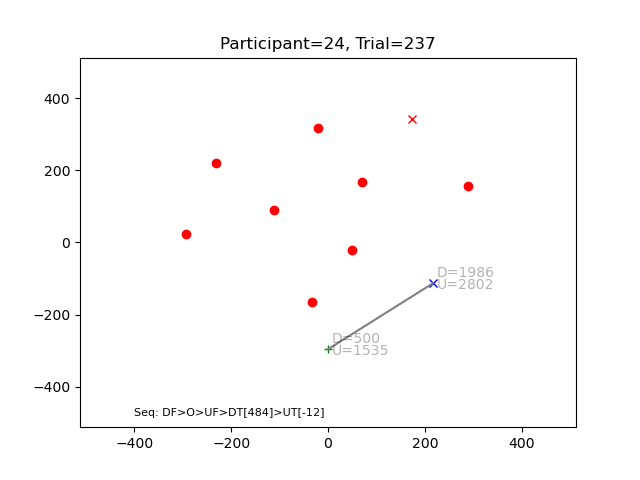 Participant=24, Trial=237
400
200
0
−200
−400
D=1986
U=2802
D=500
U=1535
Seq: DF>O>UF>DT[484]>UT[-12]
−400
−200
0
200
400